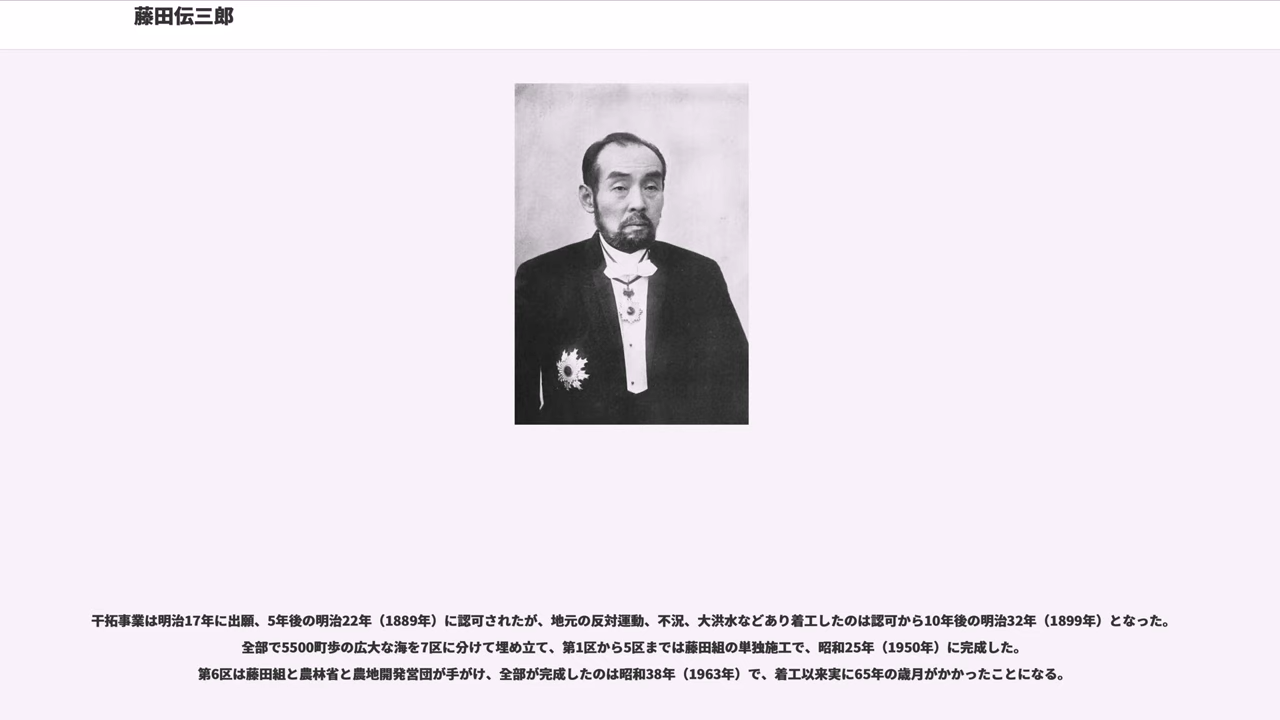 藤田伝三郎
干拓事業は明治17年に出願、5年後の明治22年（1889年）に認可されたが、地元の反対運動、不況、大洪水などあり着工したのは認可から10年後の明治32年（1899年）となった。
全部で5500町歩の広大な海を7区に分けて埋め立て、第1区から5区までは藤田組の単独施工で、昭和25年（1950年）に完成した。
第6区は藤田組と農林省と農地開発営団が手がけ、全部が完成したのは昭和38年（1963年）で、着工以来実に65年の歳月がかかったことになる。